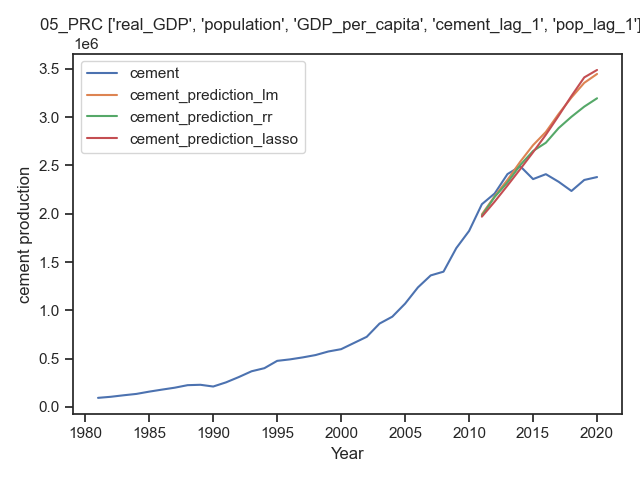 05_PRC ['real_GDP', 'population', 'GDP_per_capita', 'cement_lag_1', 'pop_lag_1']
1e6
cement
cement_prediction_lm
cement_prediction_rr
cement_prediction_lasso
3.5
3.0
2.5
2.0
1.5
1.0
0.5
0.0
cement production
1980 1985 1990 1995 2000 2005 2010 2015 2020
Year